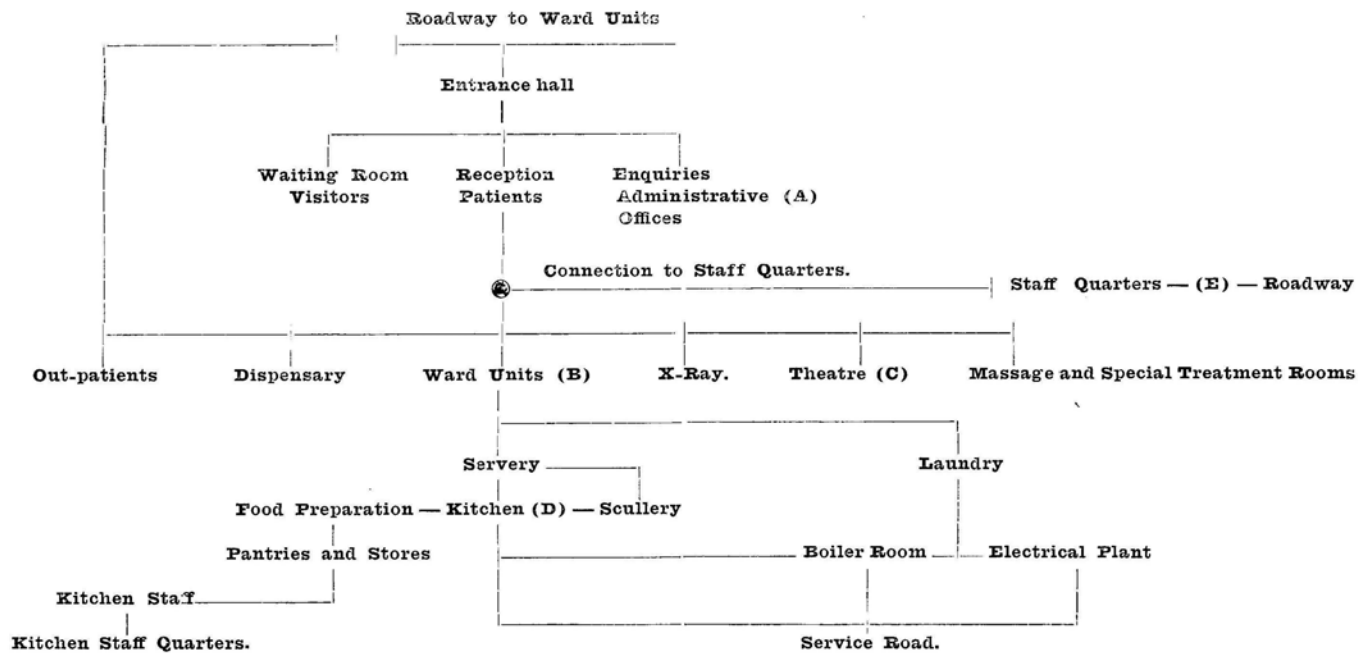 Roadway to Ward Units
Entrance hall
Waiting Room Reception Enquiries
Visitors Patients Administrative (A)
Offices
Connection to Staff Quarters.
Staff Quarters — (E) — Roadway
Out-patients Dispensary Ward Units (B) X-Ray. Theatre (C) Massage and Special Treatment Rooms
Servery Laundry
Food Preparation — Kitchen (D) — Scullery
Pantries and Stores Boiler Room Electrical Plant
Kitchen Staff
Kitchen Staff Quarters. Service Road.